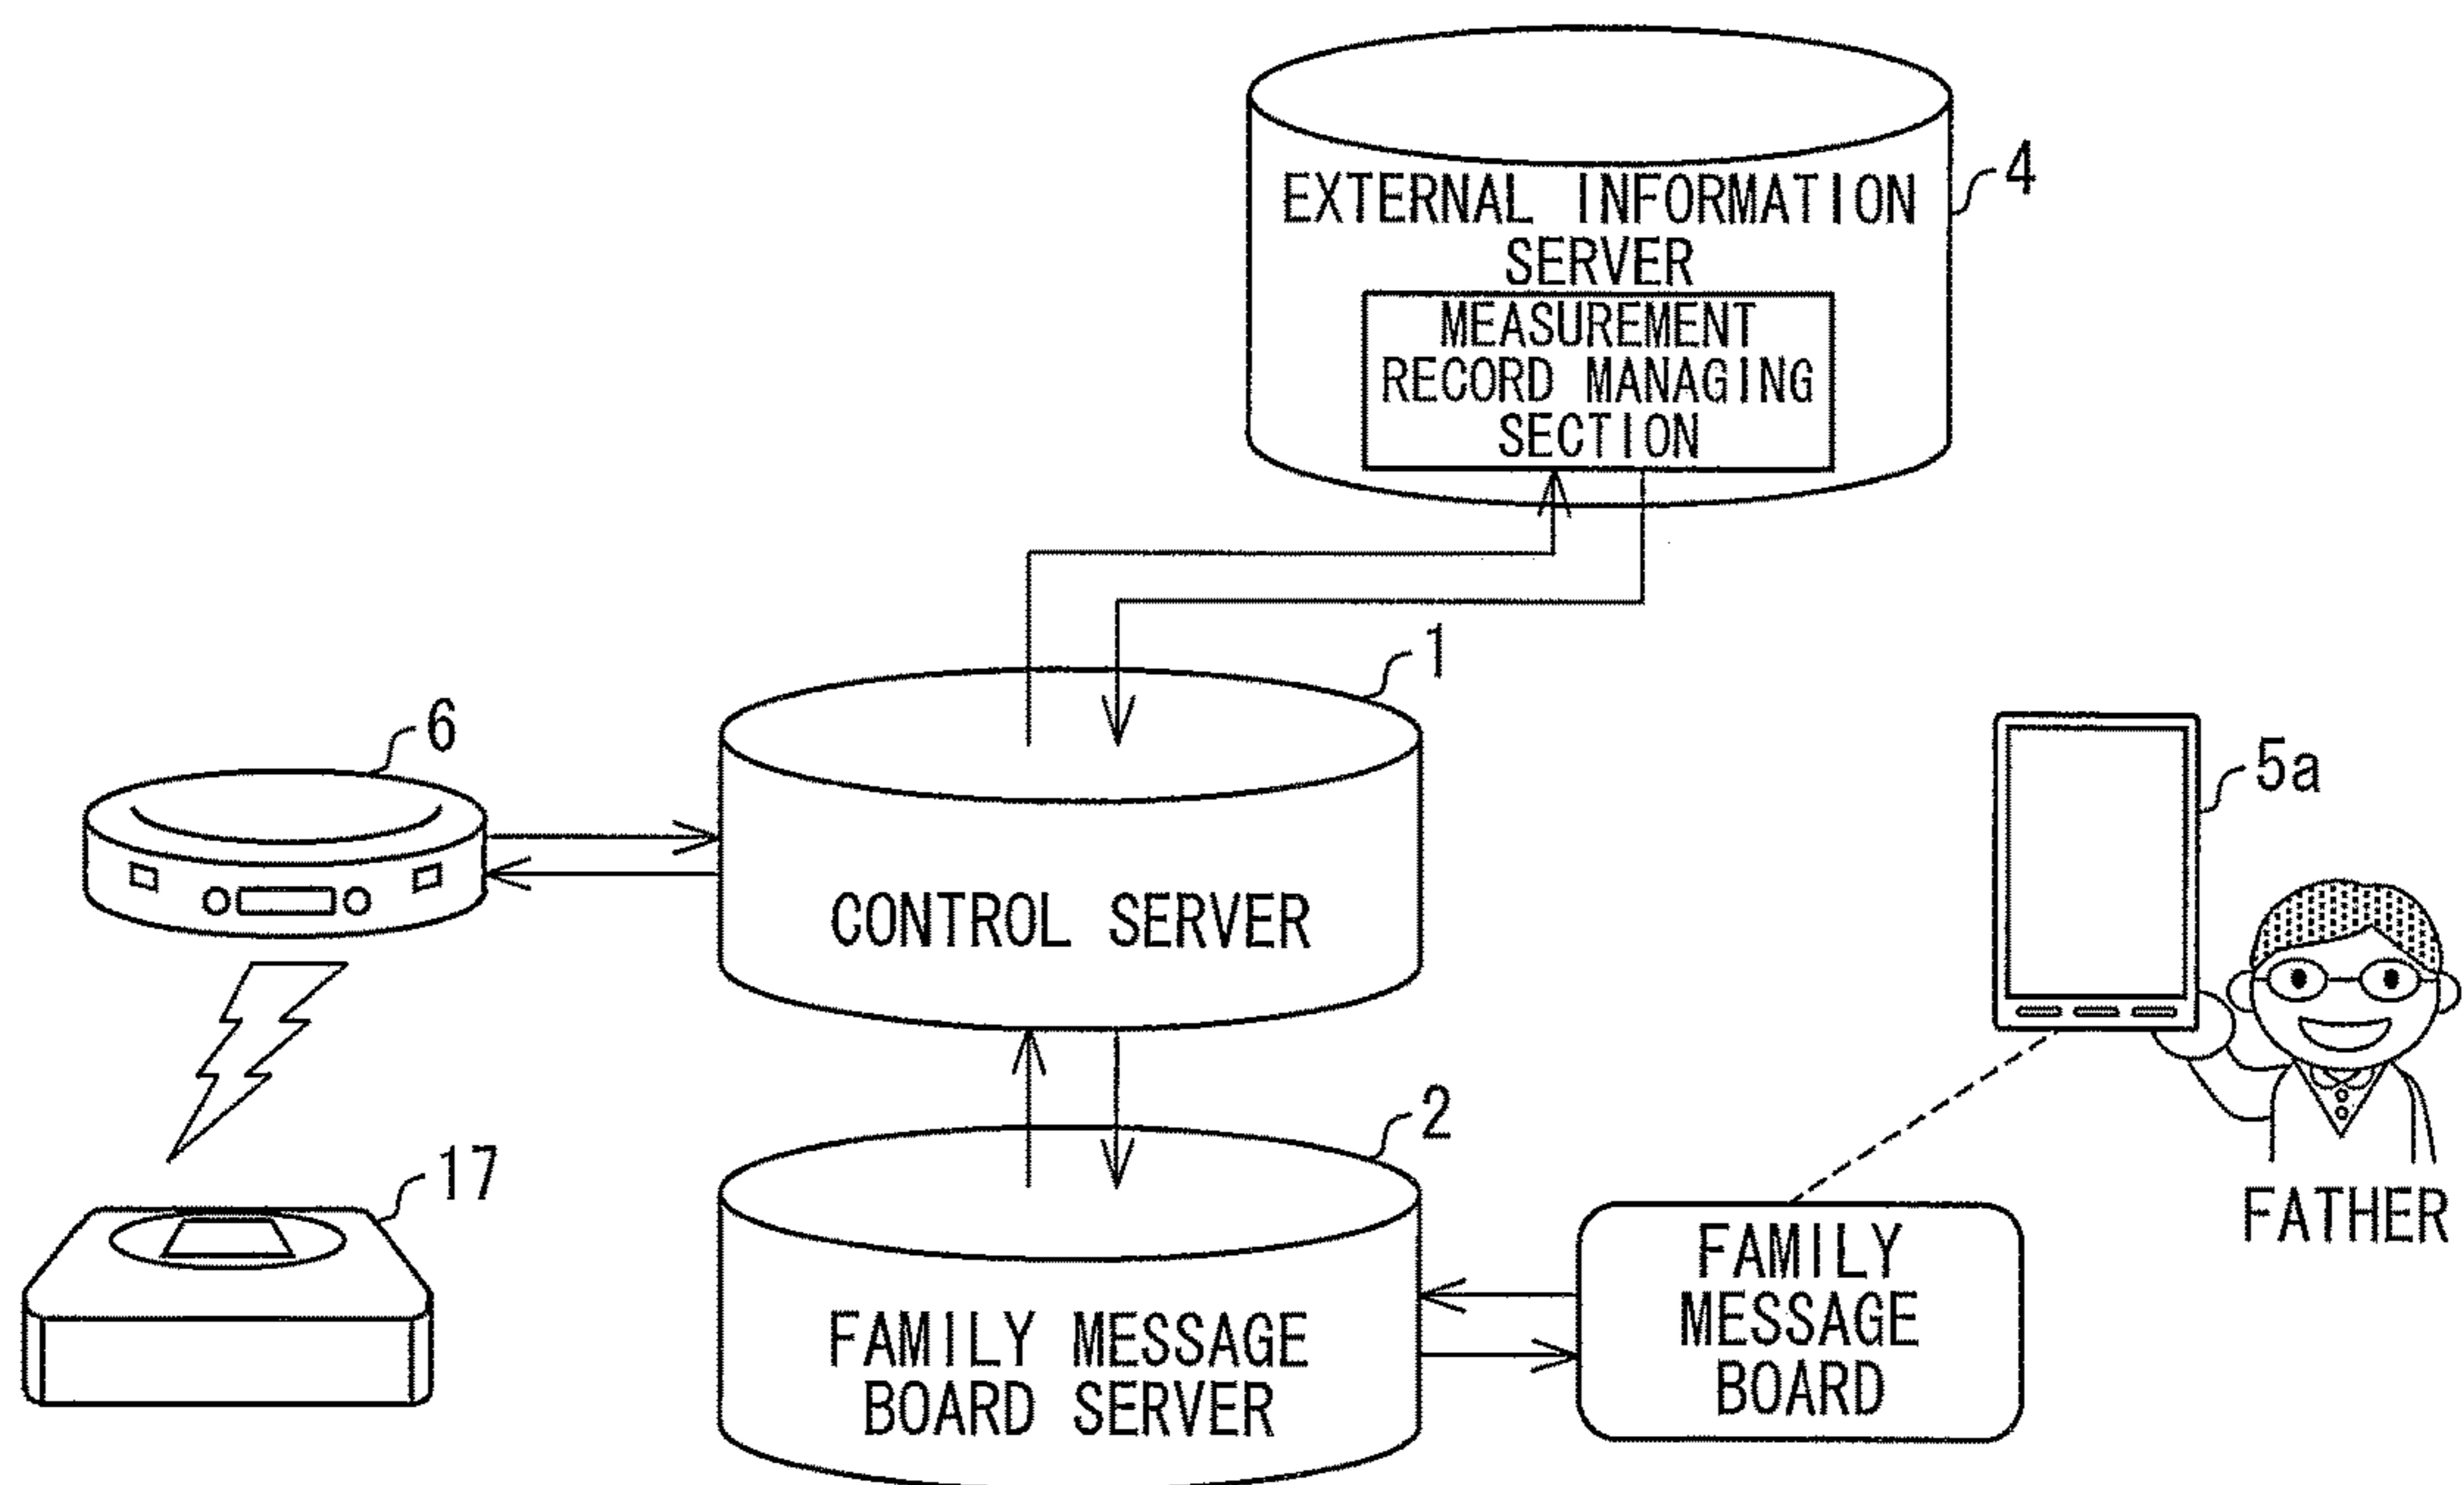 EXTERNAL INFORMATION
SERVER
4
MEASUREMENT
RECORD MANAGING
SECTION
1
6
5a
CONTROL SERVER
2
17
FATHER
FAMILY
MESSAGE
BOARD
FAMILY MESSAGE
BOARD SERVER